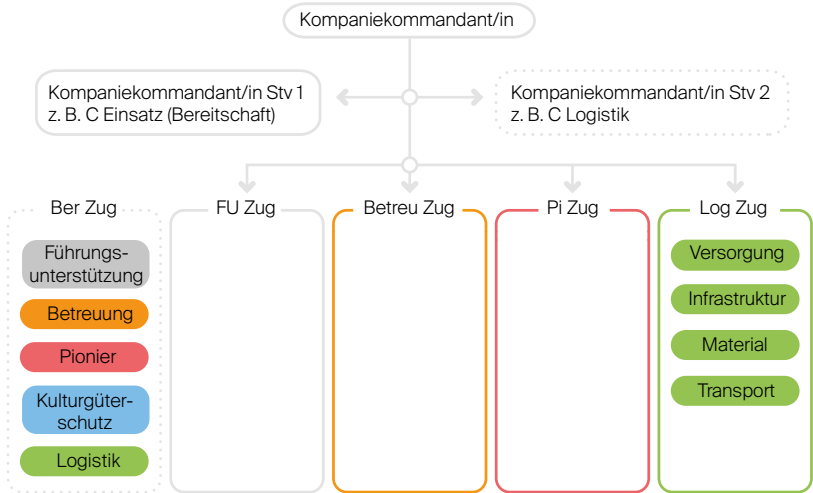 Kompaniekommandant/in
Kompaniekommandant/in Stv 1
z. B. C Einsatz (Bereitschaft)
Kompaniekommandant/in Stv 2
z. B. C Logistik
Ber Zug
Führungs-
unterstützung
Betreuung
Pionier
Kulturgüter-
schutz
Logistik
FU Zug
Betreu Zug
Pi Zug
Log Zug
Versorgung
Infrastruktur
Material
Transport